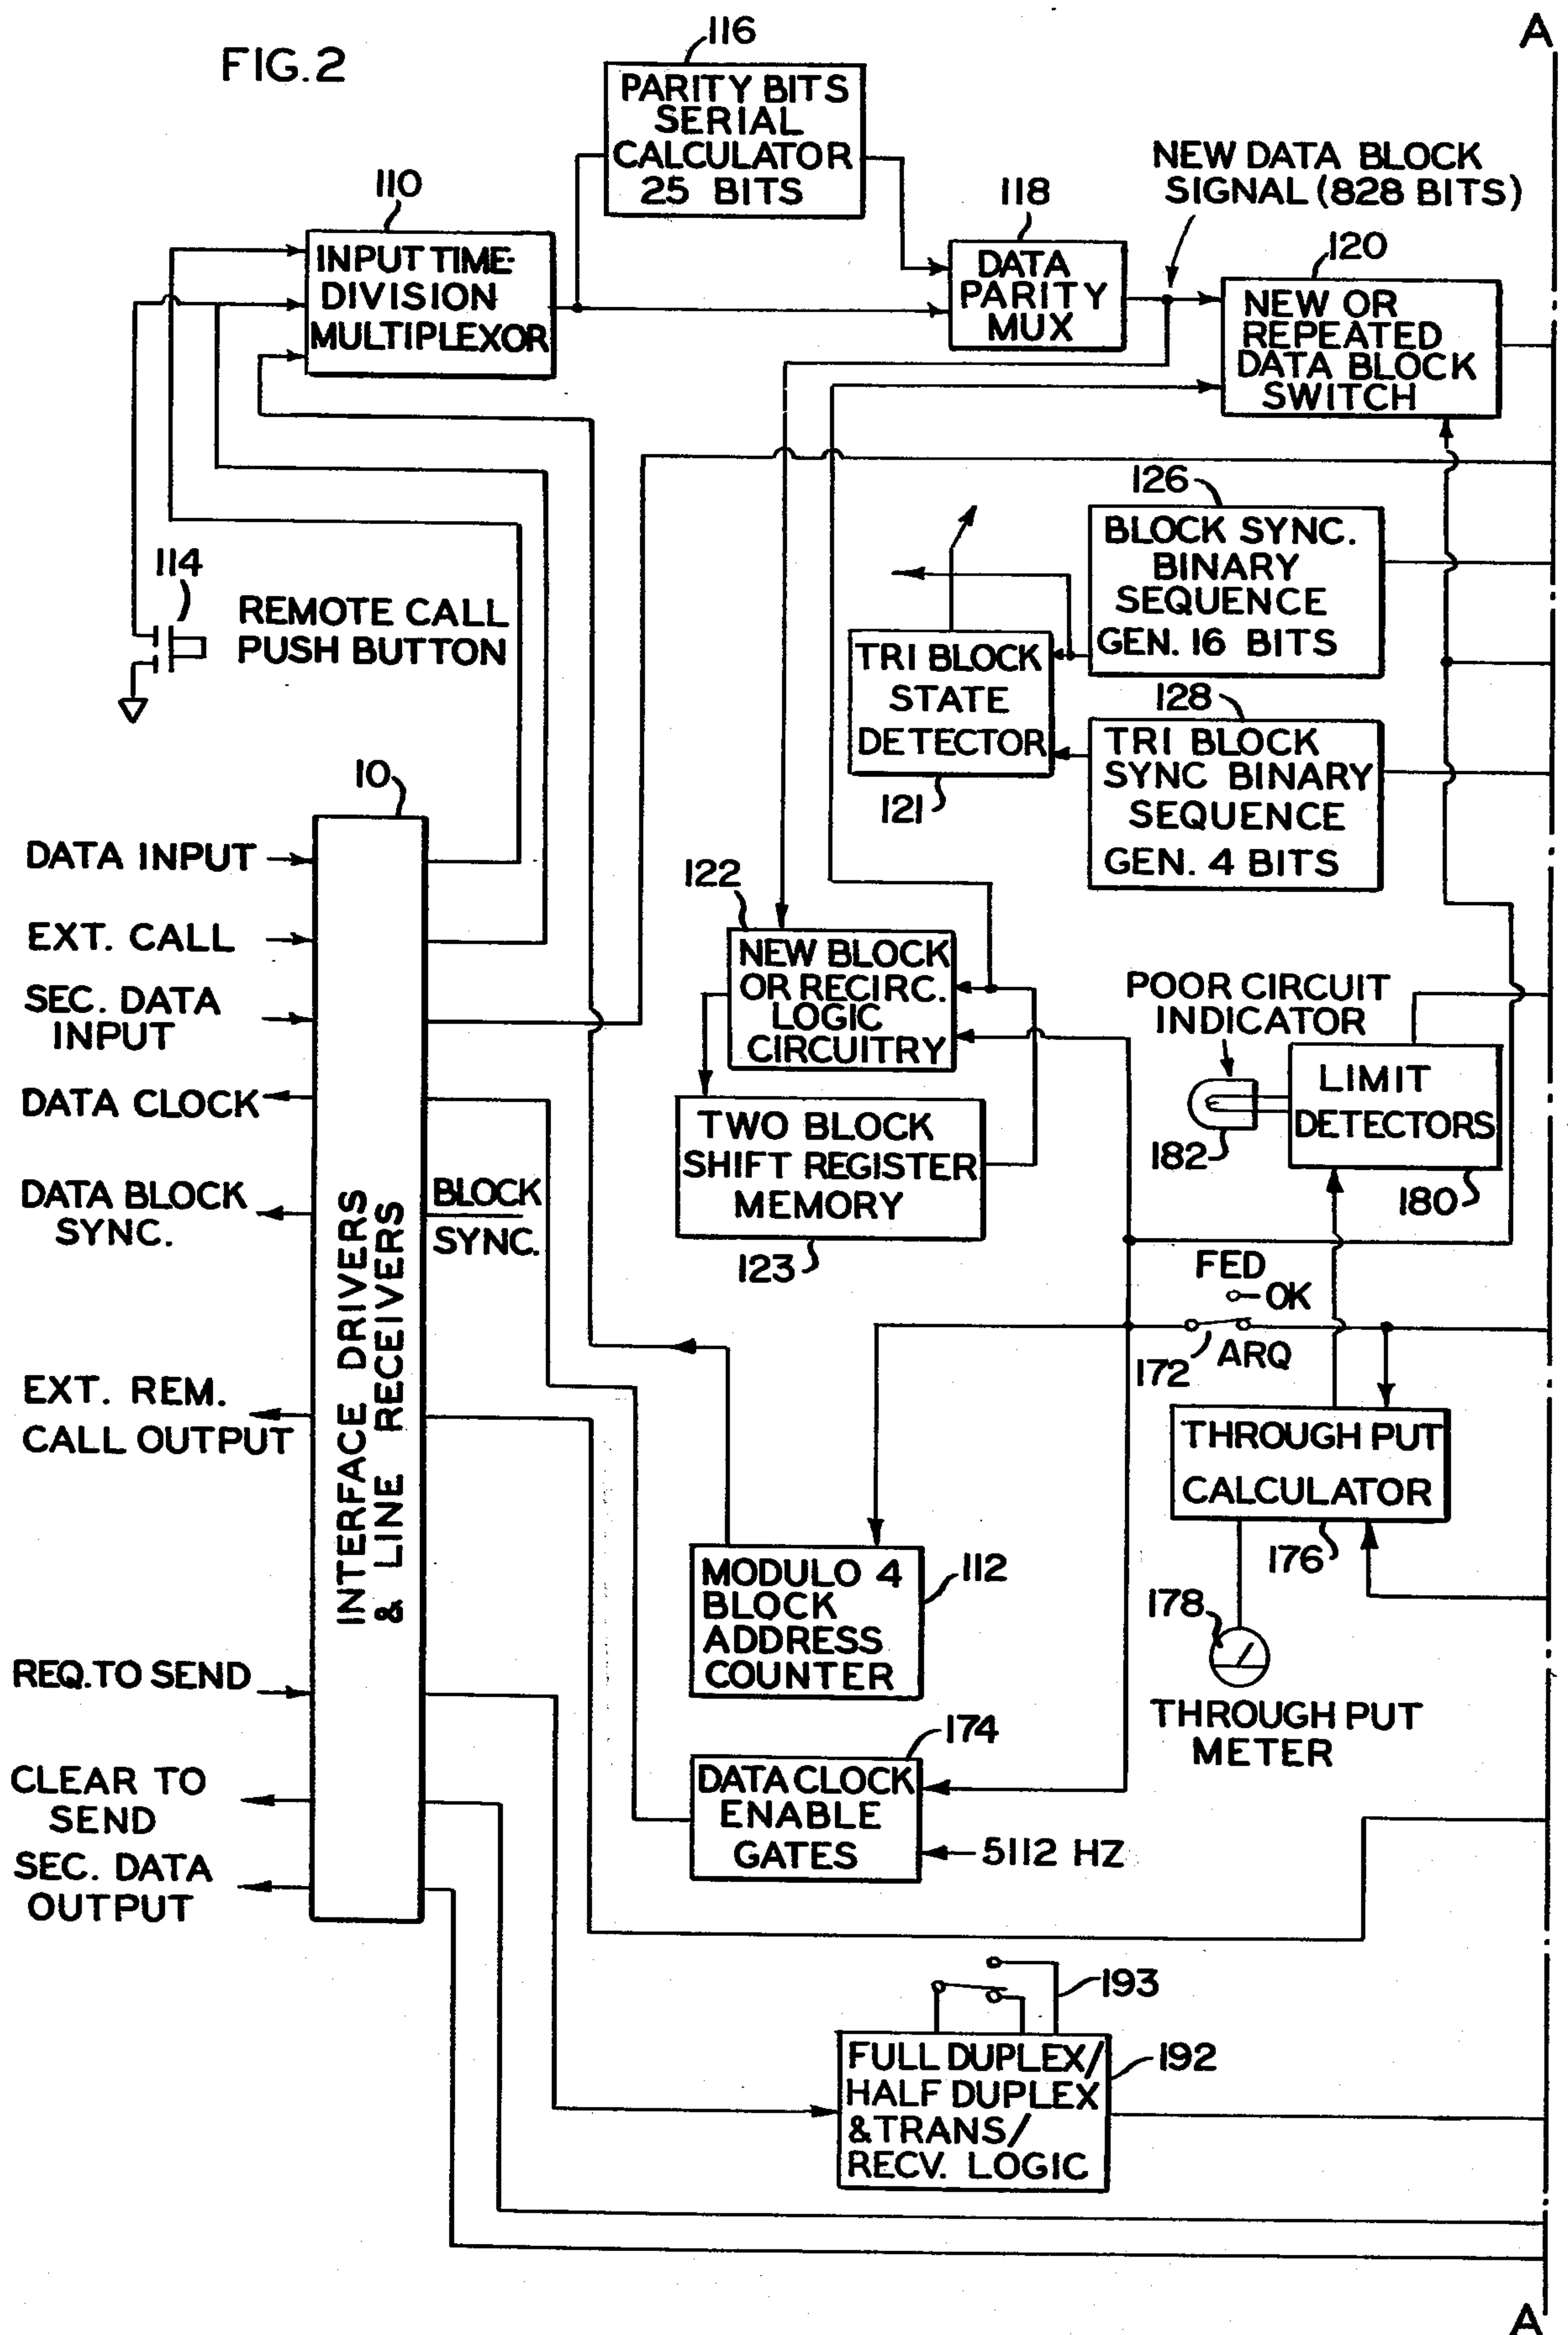 FIG.2
116
A
PARITY BITS
SERIAL
CALCULATOR
25 BITS
NEW DATA BLOCK
SIGNAL (828 BITS)
110
118
120
INPUT TIME-
DIVISION
MULTIPLEXOR
DATA
PARITY
MUX
NEW OR
REPEATED
DATA BLOCK
SWITCH
126
BLOCK SYNC.
BINARY
SEQUENCE
GEN. 16 BITS
114
REMOTE CALL
PUSH BUTTON
TRI BLOCK
STATE
DETECTOR
121
128
TRI BLOCK
SYNC BINARY
SEQUENCE
GEN. 4 BITS
10
DATA INPUT
EXT. CALL
SEC. DATA
INPUT
DATA CLOCK
DATA BLOCK
SYNC.
EXT. REM.
CALL OUTPUT
REQ.TO SEND
CLEAR TO
SEND
SEC. DATA
OUTPUT
INTERFACE DRIVERS
& LINE RECEIVERS
BLOCK
SYNC.
122
NEW BLOCK
OR RECIRC.
LOGIC
CIRCUITRY
TWO BLOCK
SHIFT REGISTER
MEMORY
123
POOR CIRCUIT
INDICATOR
LIMIT
DETECTORS
182
180
FED
OK
172
ARQ
THROUGH PUT
CALCULATOR
176
178
THROUGH PUT
METER
MODULO 4
BLOCK
ADDRESS
COUNTER
112
174
DATA CLOCK
ENABLE
GATES
5112 HZ
193
FULL DUPLEX/
HALF DUPLEX
&TRANS/
RECV. LOGIC
192
A